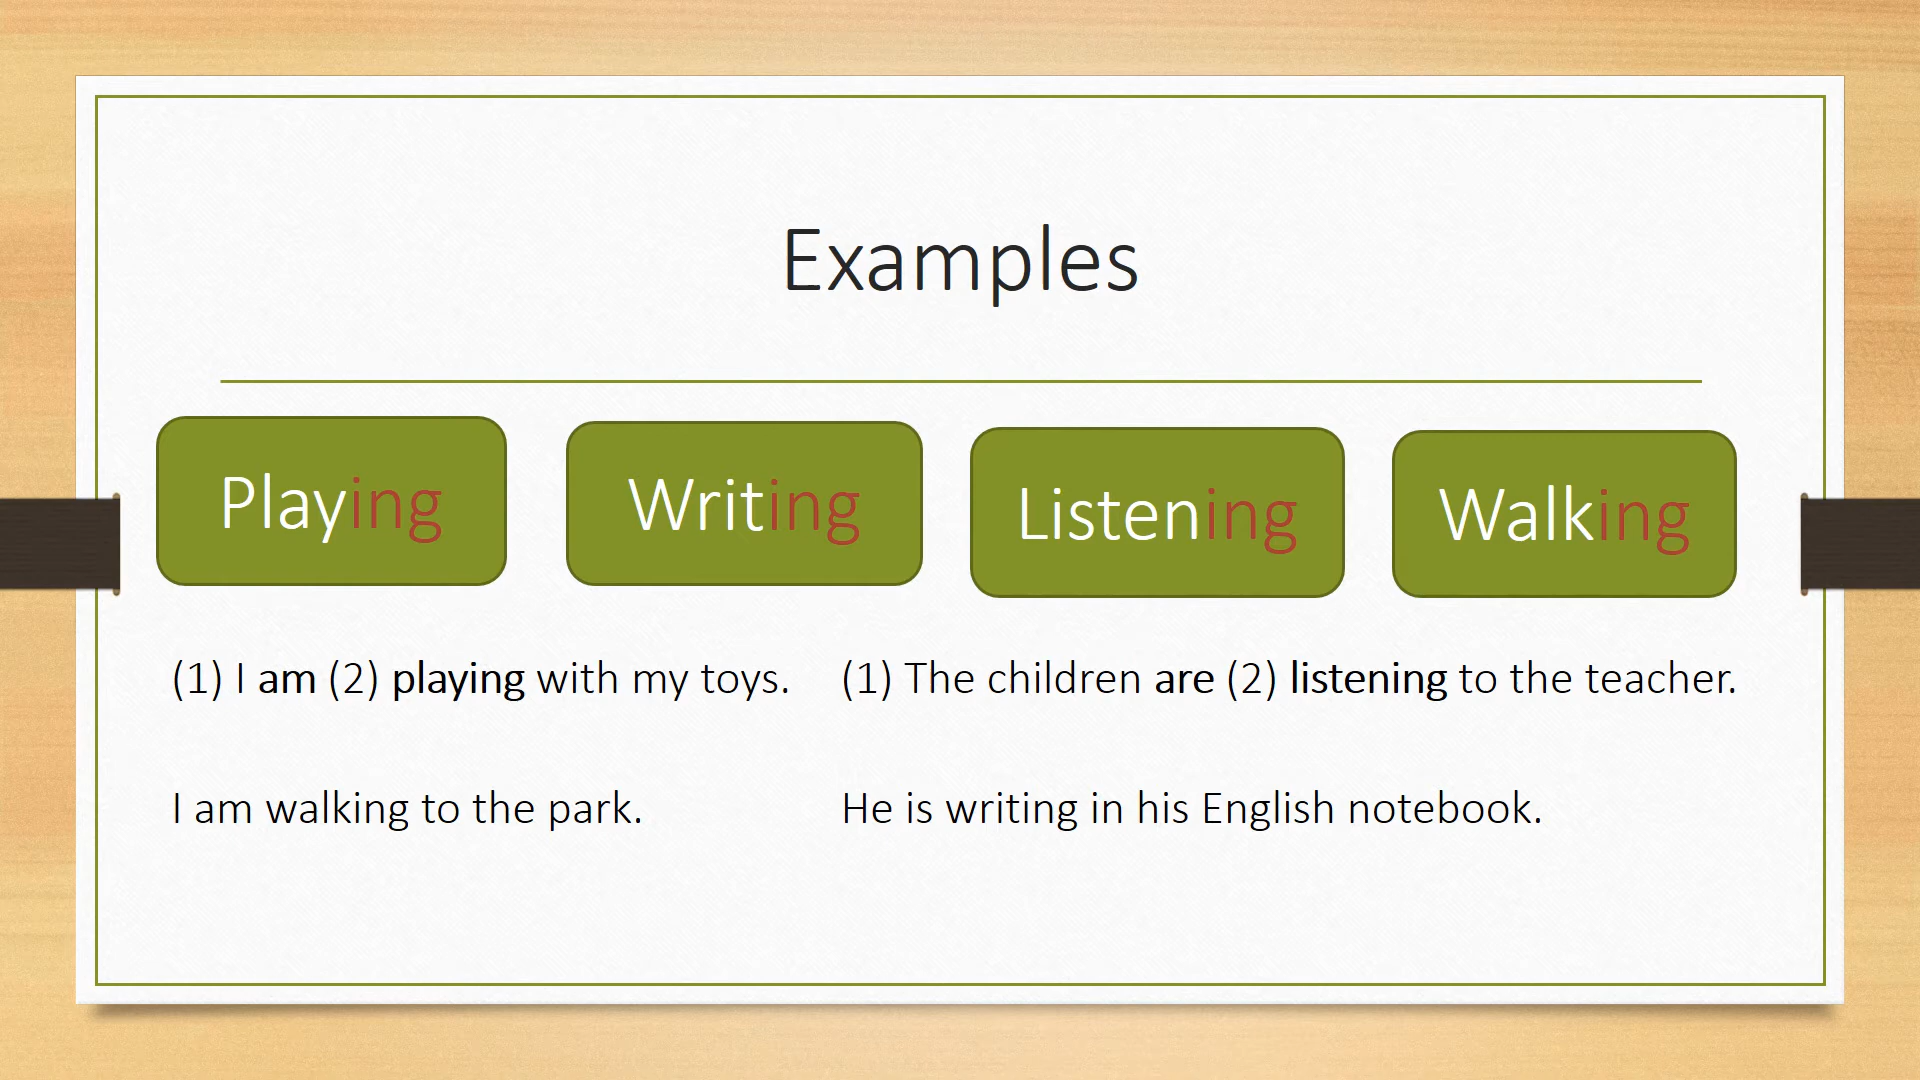 Examples
Playing Writing Listening Walking
(1) I am (2) playing with my toys. (1) The children are (2) listening to the teacher.
I am walking to the park. He is writing in his English notebook.